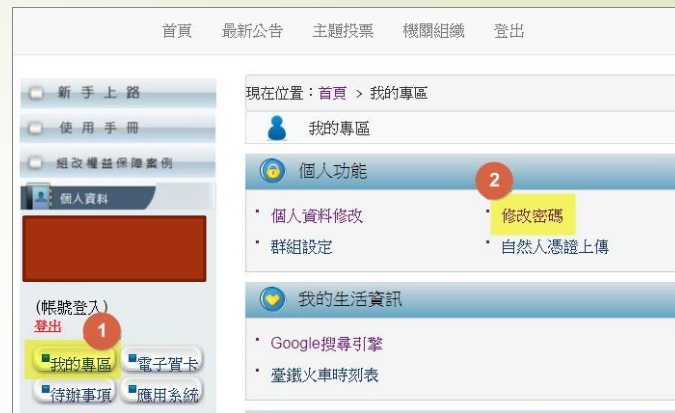 首頁 最新公告 主題投票 機關組織 登出
新手上路
使用手冊
組改權益保障案例
個人資料
(帳號登入)
登出
1
我的專區 電子賀卡
待辦事項 應用系統
現在位置：首頁 > 我的專區
我的專區
個人功能
2
個人資料修改 修改密碼
群組設定 自然人憑證上傳
我的生活資訊
Google搜尋引擎
臺鐵火車時刻表